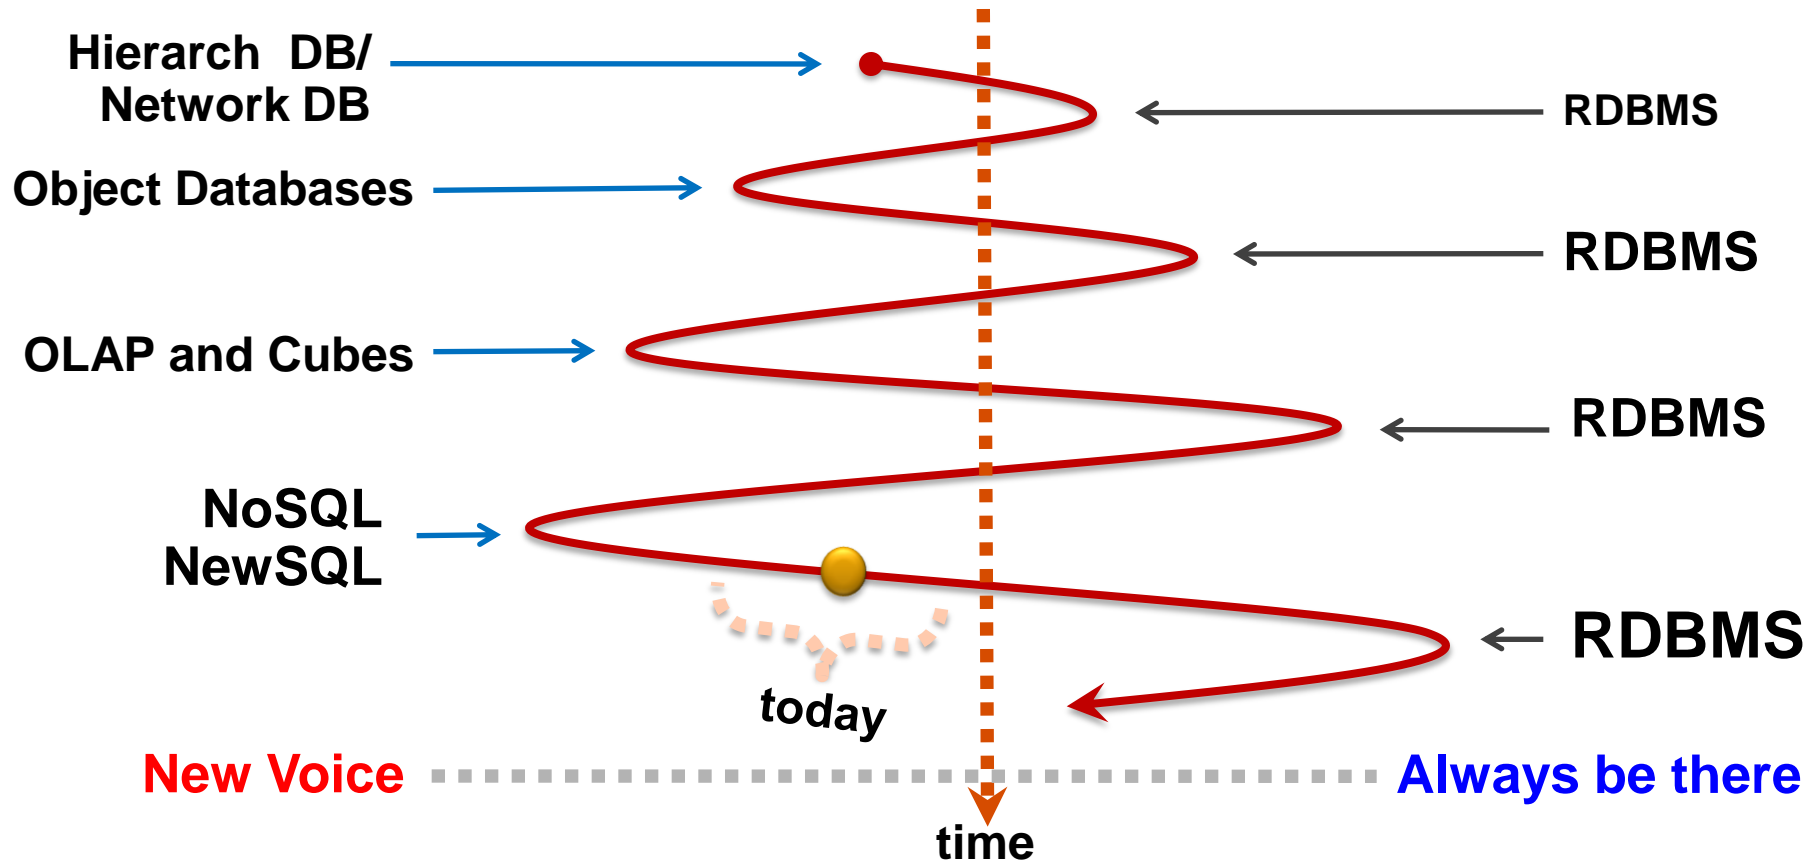 Hierarch DB/
Network DB
RDBMS
Object Databases
RDBMS
OLAP and Cubes
RDBMS
NoSQL
NewSQL
RDBMS
today
New Voice
Always be there
time